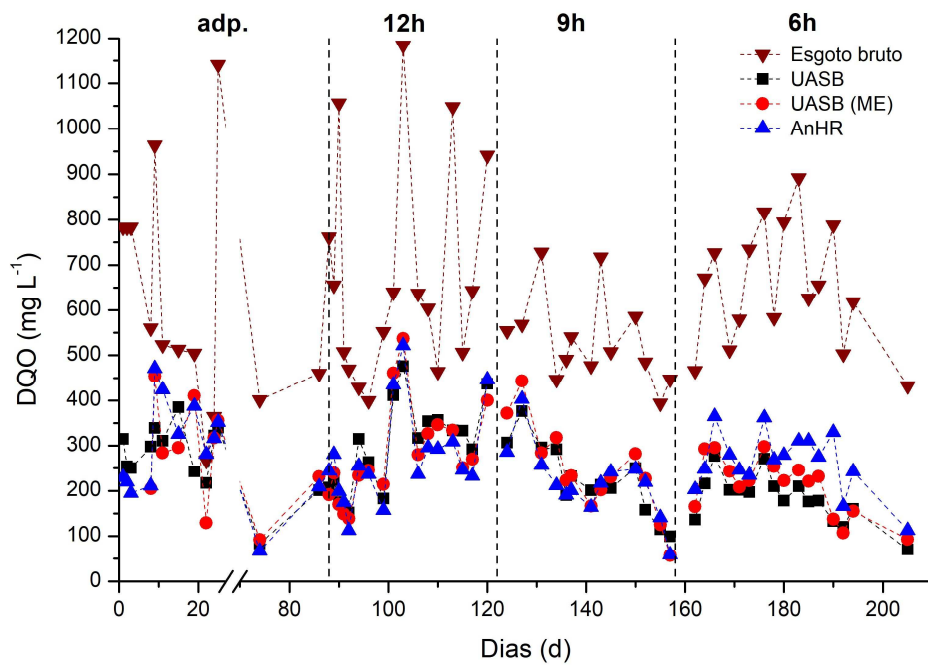 adp. 12h 9h 6h
1200
1100
1000
900
800
700
600
500
400
300
200
100
0
DQO (mg L⁻¹)
Esgoto bruto
UASB
UASB (ME)
AnHR
0 20 80 100 120 140 160 180 200
Dias (d)